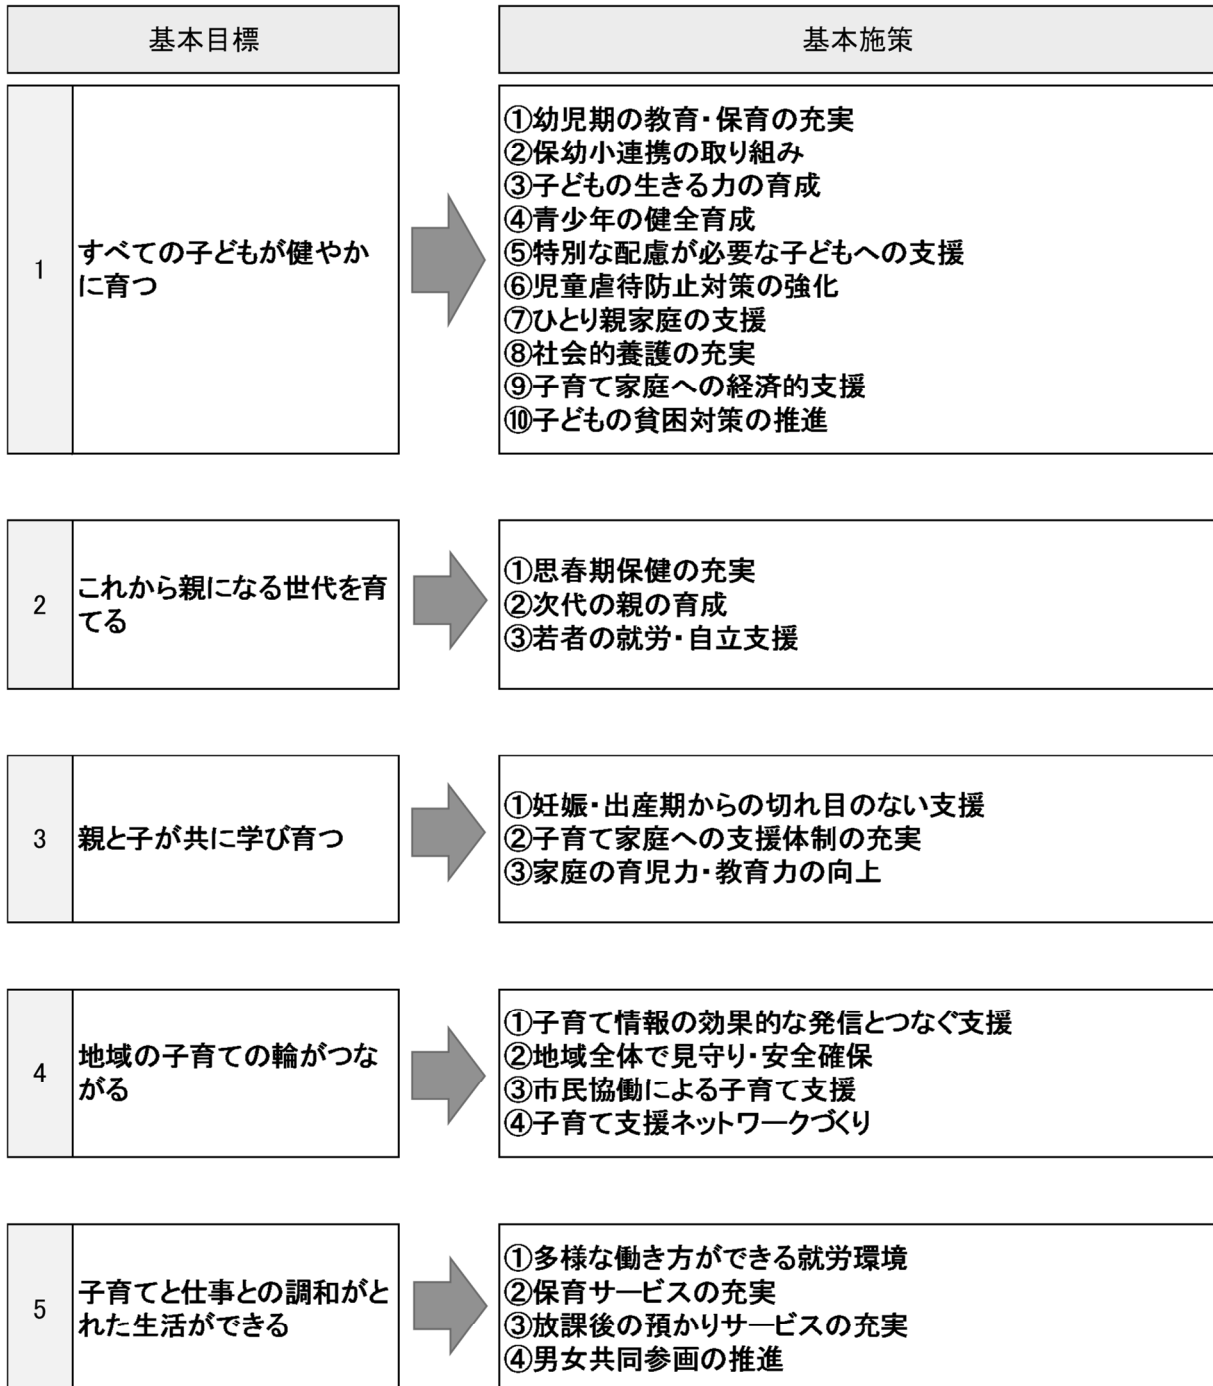 基本目標
基本施策
1
すべての子どもが健やか
に育つ
①幼児期の教育・保育の充実
②保幼小連携の取り組み
③子どもの生きる力の育成
④青少年の健全育成
⑤特別な配慮が必要な子どもへの支援
⑥児童虐待防止対策の強化
⑦ひとり親家庭の支援
⑧社会的養護の充実
⑨子育て家庭への経済的支援
⑩子どもの貧困対策の推進
2
これから親になる世代を育
てる
①思春期保健の充実
②次代の親の育成
③若者の就労・自立支援
3
親と子が共に学び育つ
①妊娠・出産期からの切れ目のない支援
②子育て家庭への支援体制の充実
③家庭の育児力・教育力の向上
4
地域の子育ての輪がつな
がる
①子育て情報の効果的な発信とつなぐ支援
②地域全体で見守り・安全確保
③市民協働による子育て支援
④子育て支援ネットワークづくり
5
子育てと仕事との調和がと
れた生活ができる
①多様な働き方ができる就労環境
②保育サービスの充実
③放課後の預かりサービスの充実
④男女共同参画の推進